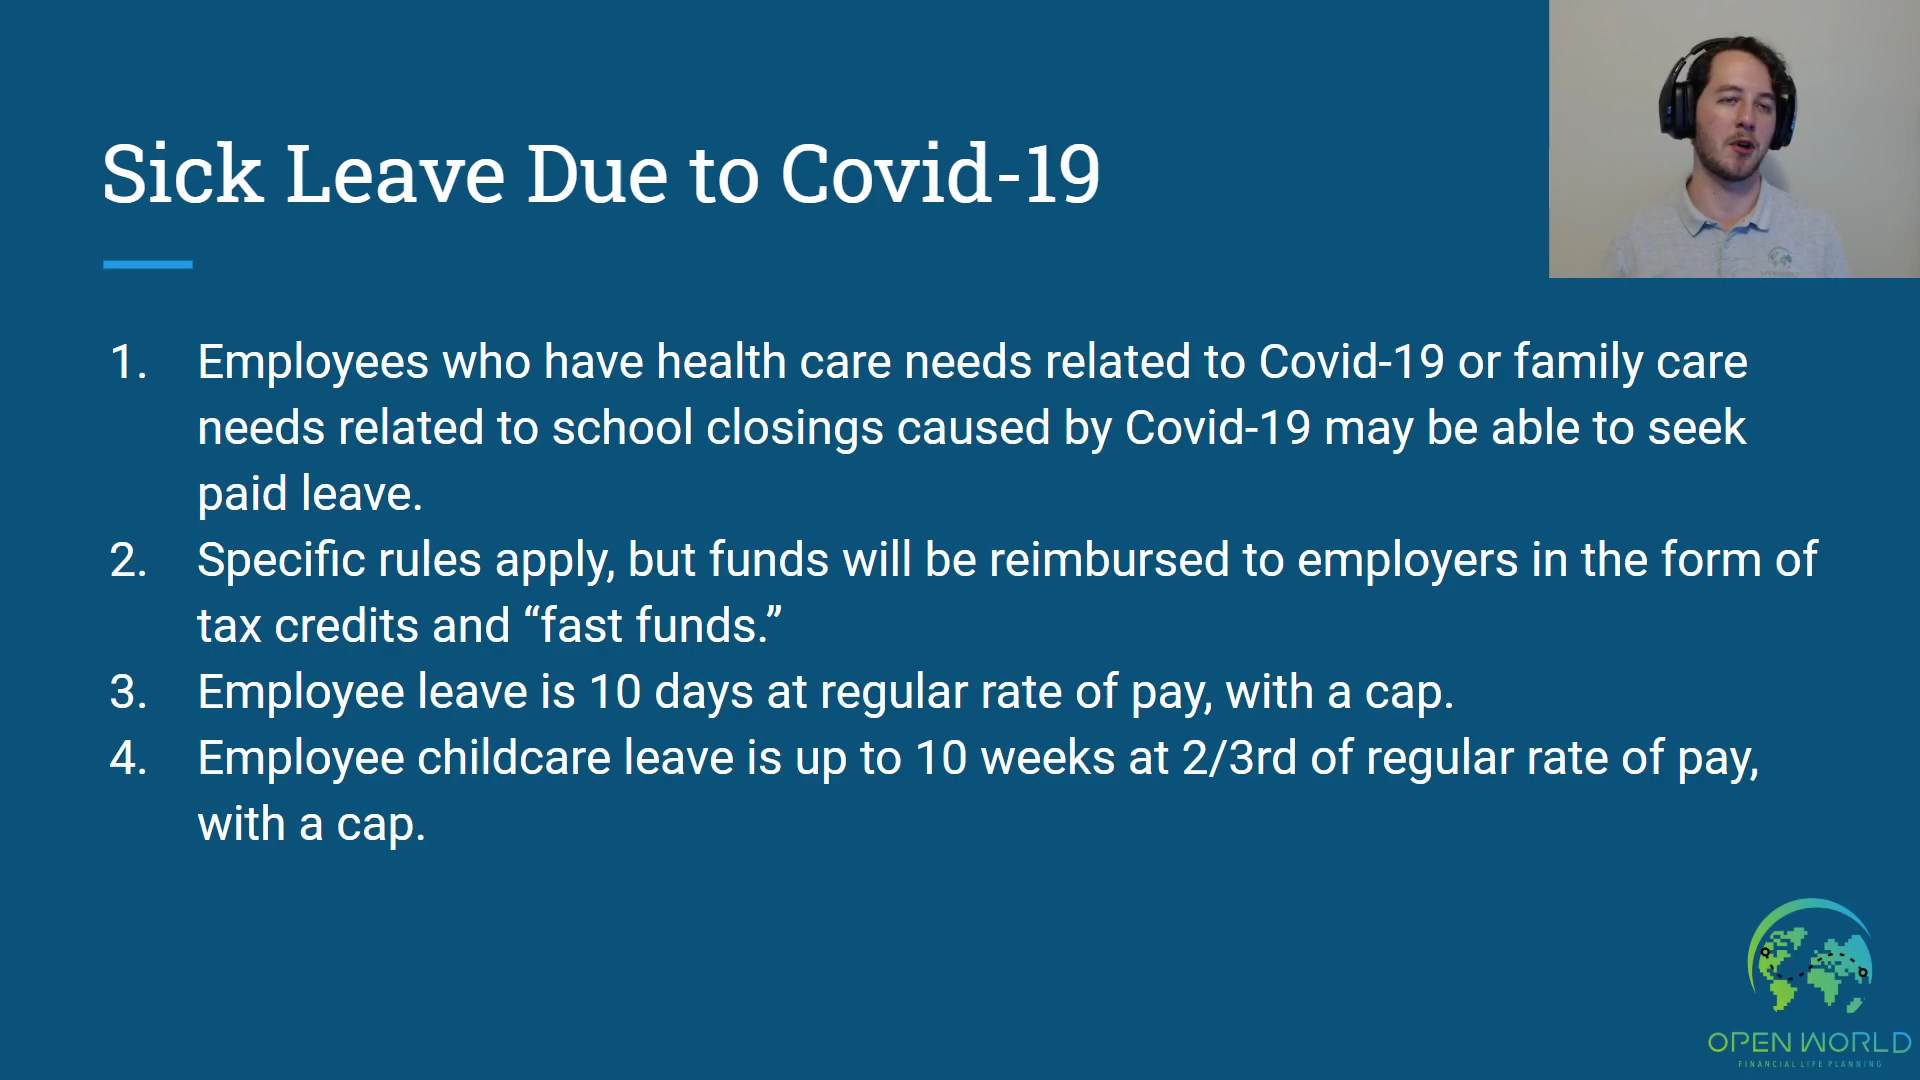 Sick Leave Due to Covid-19
1. Employees who have health care needs related to Covid-19 or family care
needs related to school closings caused by Covid-19 may be able to seek
paid leave.
2. Specific rules apply, but funds will be reimbursed to employers in the form of
tax credits and “fast funds.”
3. Employee leave is 10 days at regular rate of pay, with a cap.
4. Employee childcare leave is up to 10 weeks at 2/3rd of regular rate of pay,
with a cap.
OPEN WORLD
FINANCIAL LIFE PLANNING